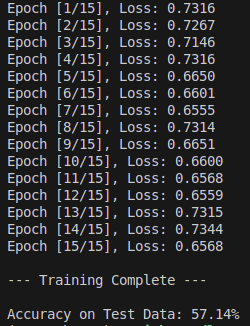 Epoch [1/15], Loss: 0.7316
Epoch [2/15], Loss: 0.7267
Epoch [3/15], Loss: 0.7146
Epoch [4/15], Loss: 0.7316
Epoch [5/15], Loss: 0.6650
Epoch [6/15], Loss: 0.6601
Epoch [7/15], Loss: 0.6555
Epoch [8/15], Loss: 0.7314
Epoch [9/15], Loss: 0.6651
Epoch [10/15], Loss: 0.6600
Epoch [11/15], Loss: 0.6568
Epoch [12/15], Loss: 0.6559
Epoch [13/15], Loss: 0.7315
Epoch [14/15], Loss: 0.7344
Epoch [15/15], Loss: 0.6568
--- Training Complete ---
Accuracy on Test Data: 57.14%